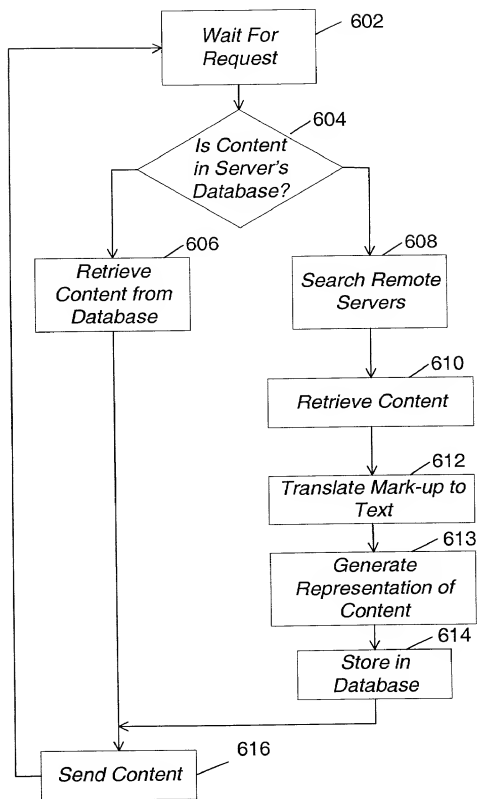 602
Wait For
Request
604
Is Content
in Server's
Database?
606
Retrieve
Content from
Database
608
Search Remote
Servers
610
Retrieve Content
612
Translate Mark-up to
Text
613
Generate
Representation of
Content
614
Store in
Database
616
Send Content